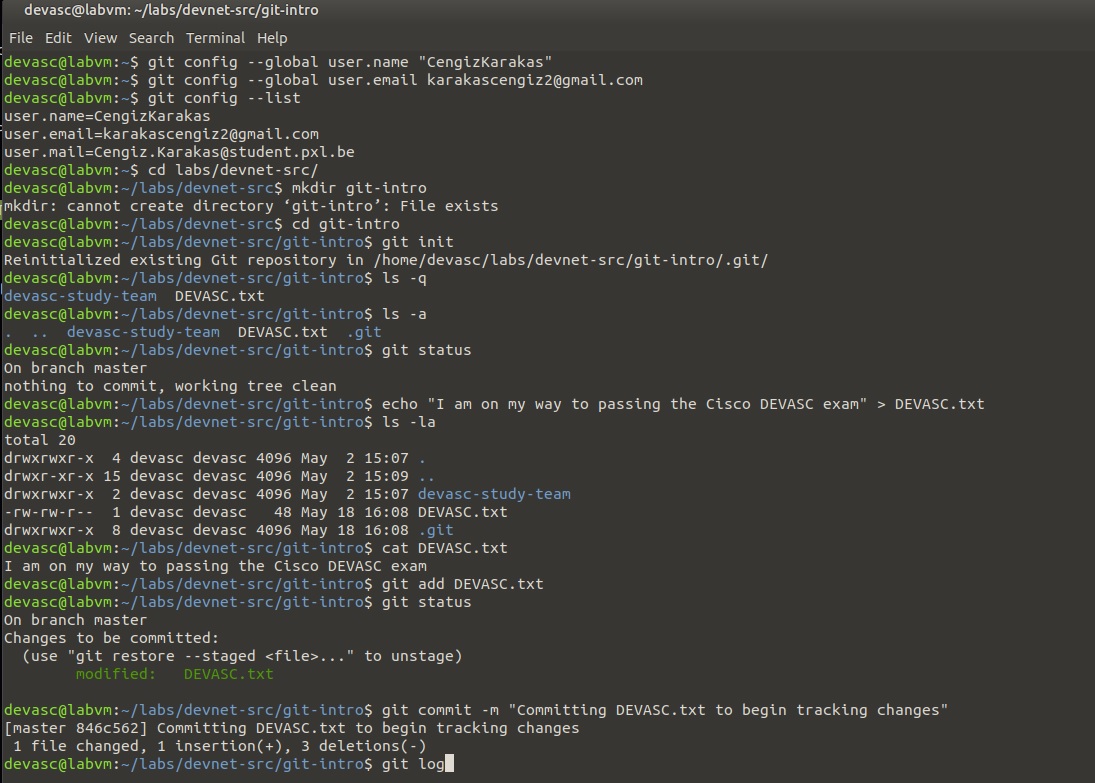 devasc@labvm: ~/labs/devnet-src/git-intro
File Edit View Search Terminal Help
devasc@labvm:~$ git config --global user.name "CengizKarakas"
devasc@labvm:~$ git config --global user.email karakascengiz2@gmail.com
devasc@labvm:~$ git config --list
user.name=CengizKarakas
user.email=karakascengiz2@gmail.com
user.mail=Cengiz.Karakas@student.pxl.be
devasc@labvm:~$ cd labs/devnet-src/
devasc@labvm:~/labs/devnet-src$ mkdir git-intro
mkdir: cannot create directory ‘git-intro’: File exists
devasc@labvm:~/labs/devnet-src$ cd git-intro
devasc@labvm:~/labs/devnet-src/git-intro$ git init
Reinitialized existing Git repository in /home/devasc/labs/devnet-src/git-intro/.git/
devasc@labvm:~/labs/devnet-src/git-intro$ ls -q
devasc-study-team  DEVASC.txt
devasc@labvm:~/labs/devnet-src/git-intro$ ls -a
.  ..  devasc-study-team  DEVASC.txt  .git
devasc@labvm:~/labs/devnet-src/git-intro$ git status
On branch master
nothing to commit, working tree clean
devasc@labvm:~/labs/devnet-src/git-intro$ echo "I am on my way to passing the Cisco DEVASC exam" > DEVASC.txt
devasc@labvm:~/labs/devnet-src/git-intro$ ls -la
total 20
drwxrwxr-x  4 devasc devasc 4096 May  2 15:07 .
drwxr-xr-x 15 devasc devasc 4096 May  2 15:09 ..
drwxrwxr-x  2 devasc devasc 4096 May  2 15:07 devasc-study-team
-rw-rw-r--  1 devasc devasc   48 May 18 16:08 DEVASC.txt
drwxrwxr-x  8 devasc devasc 4096 May 18 16:08 .git
devasc@labvm:~/labs/devnet-src/git-intro$ cat DEVASC.txt
I am on my way to passing the Cisco DEVASC exam
devasc@labvm:~/labs/devnet-src/git-intro$ git add DEVASC.txt
devasc@labvm:~/labs/devnet-src/git-intro$ git status
On branch master
Changes to be committed:
  (use "git restore --staged <file>..." to unstage)
        modified:   DEVASC.txt
devasc@labvm:~/labs/devnet-src/git-intro$ git commit -m "Committing DEVASC.txt to begin tracking changes"
[master 846c562] Committing DEVASC.txt to begin tracking changes
 1 file changed, 1 insertion(+), 3 deletions(-)
devasc@labvm:~/labs/devnet-src/git-intro$ git log